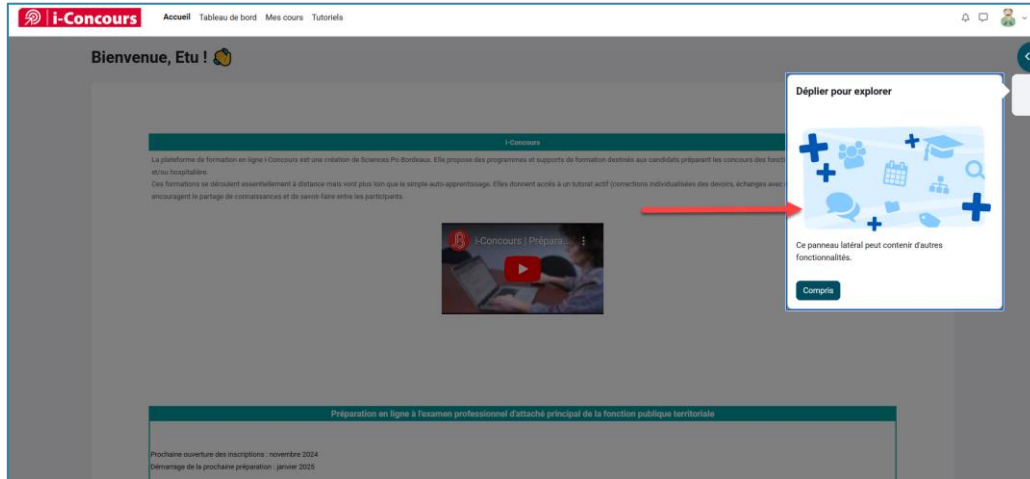 i-Concours
Accueil Tableau de bord Mes cours Tutoriels
Bienvenue, Etu !
Déplier pour explorer
Ce panneau latéral peut contenir d'autres
fonctionnalités.
Compris
i-Concours
La plateforme de formation en ligne i-Concours est une création de Sciences Po Bordeaux. Elle propose des programmes et supports de formation destinés aux candidats préparant les concours des
et/ou hospitalière.
Ces formations se déroulent essentiellement à distance mais vont plus loin que le simple auto-apprentissage. Elles donnent accès à un tutorat actif (corrections individualisées des devoirs, échanges avec
encouragent le partage de connaissances et de savoir-faire entre les participants.
i-Concours | Prépara...
Préparation en ligne à l'examen professionnel d'attaché principal de la fonction publique territoriale
Prochaine ouverture des inscriptions : novembre 2024
Démarrage de la prochaine préparation : janvier 2025